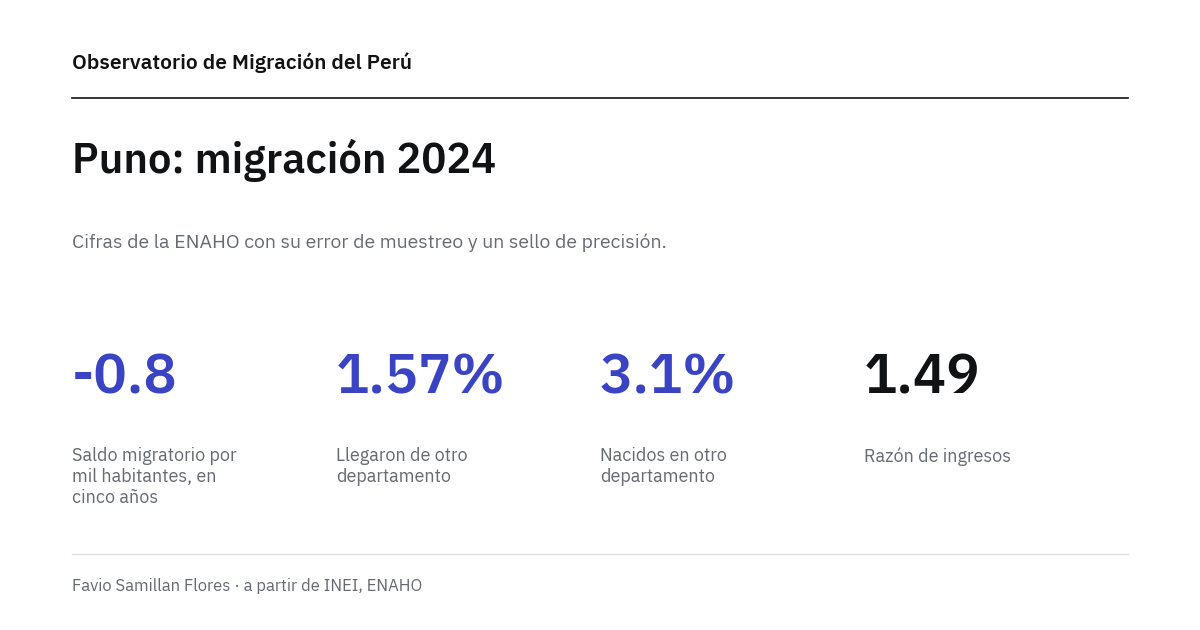 Observatorio de Migración del Perú
Puno: migración 2024
Cifras de la ENAHO con su error de muestreo y un sello de precisión.
-0.8
Saldo migratorio por
mil habitantes, en
cinco años
1.57%
Llegaron de otro
departamento
3.1%
Nacidos en otro
departamento
1.49
Razón de ingresos
Favio Samillan Flores · a partir de INEI, ENAHO